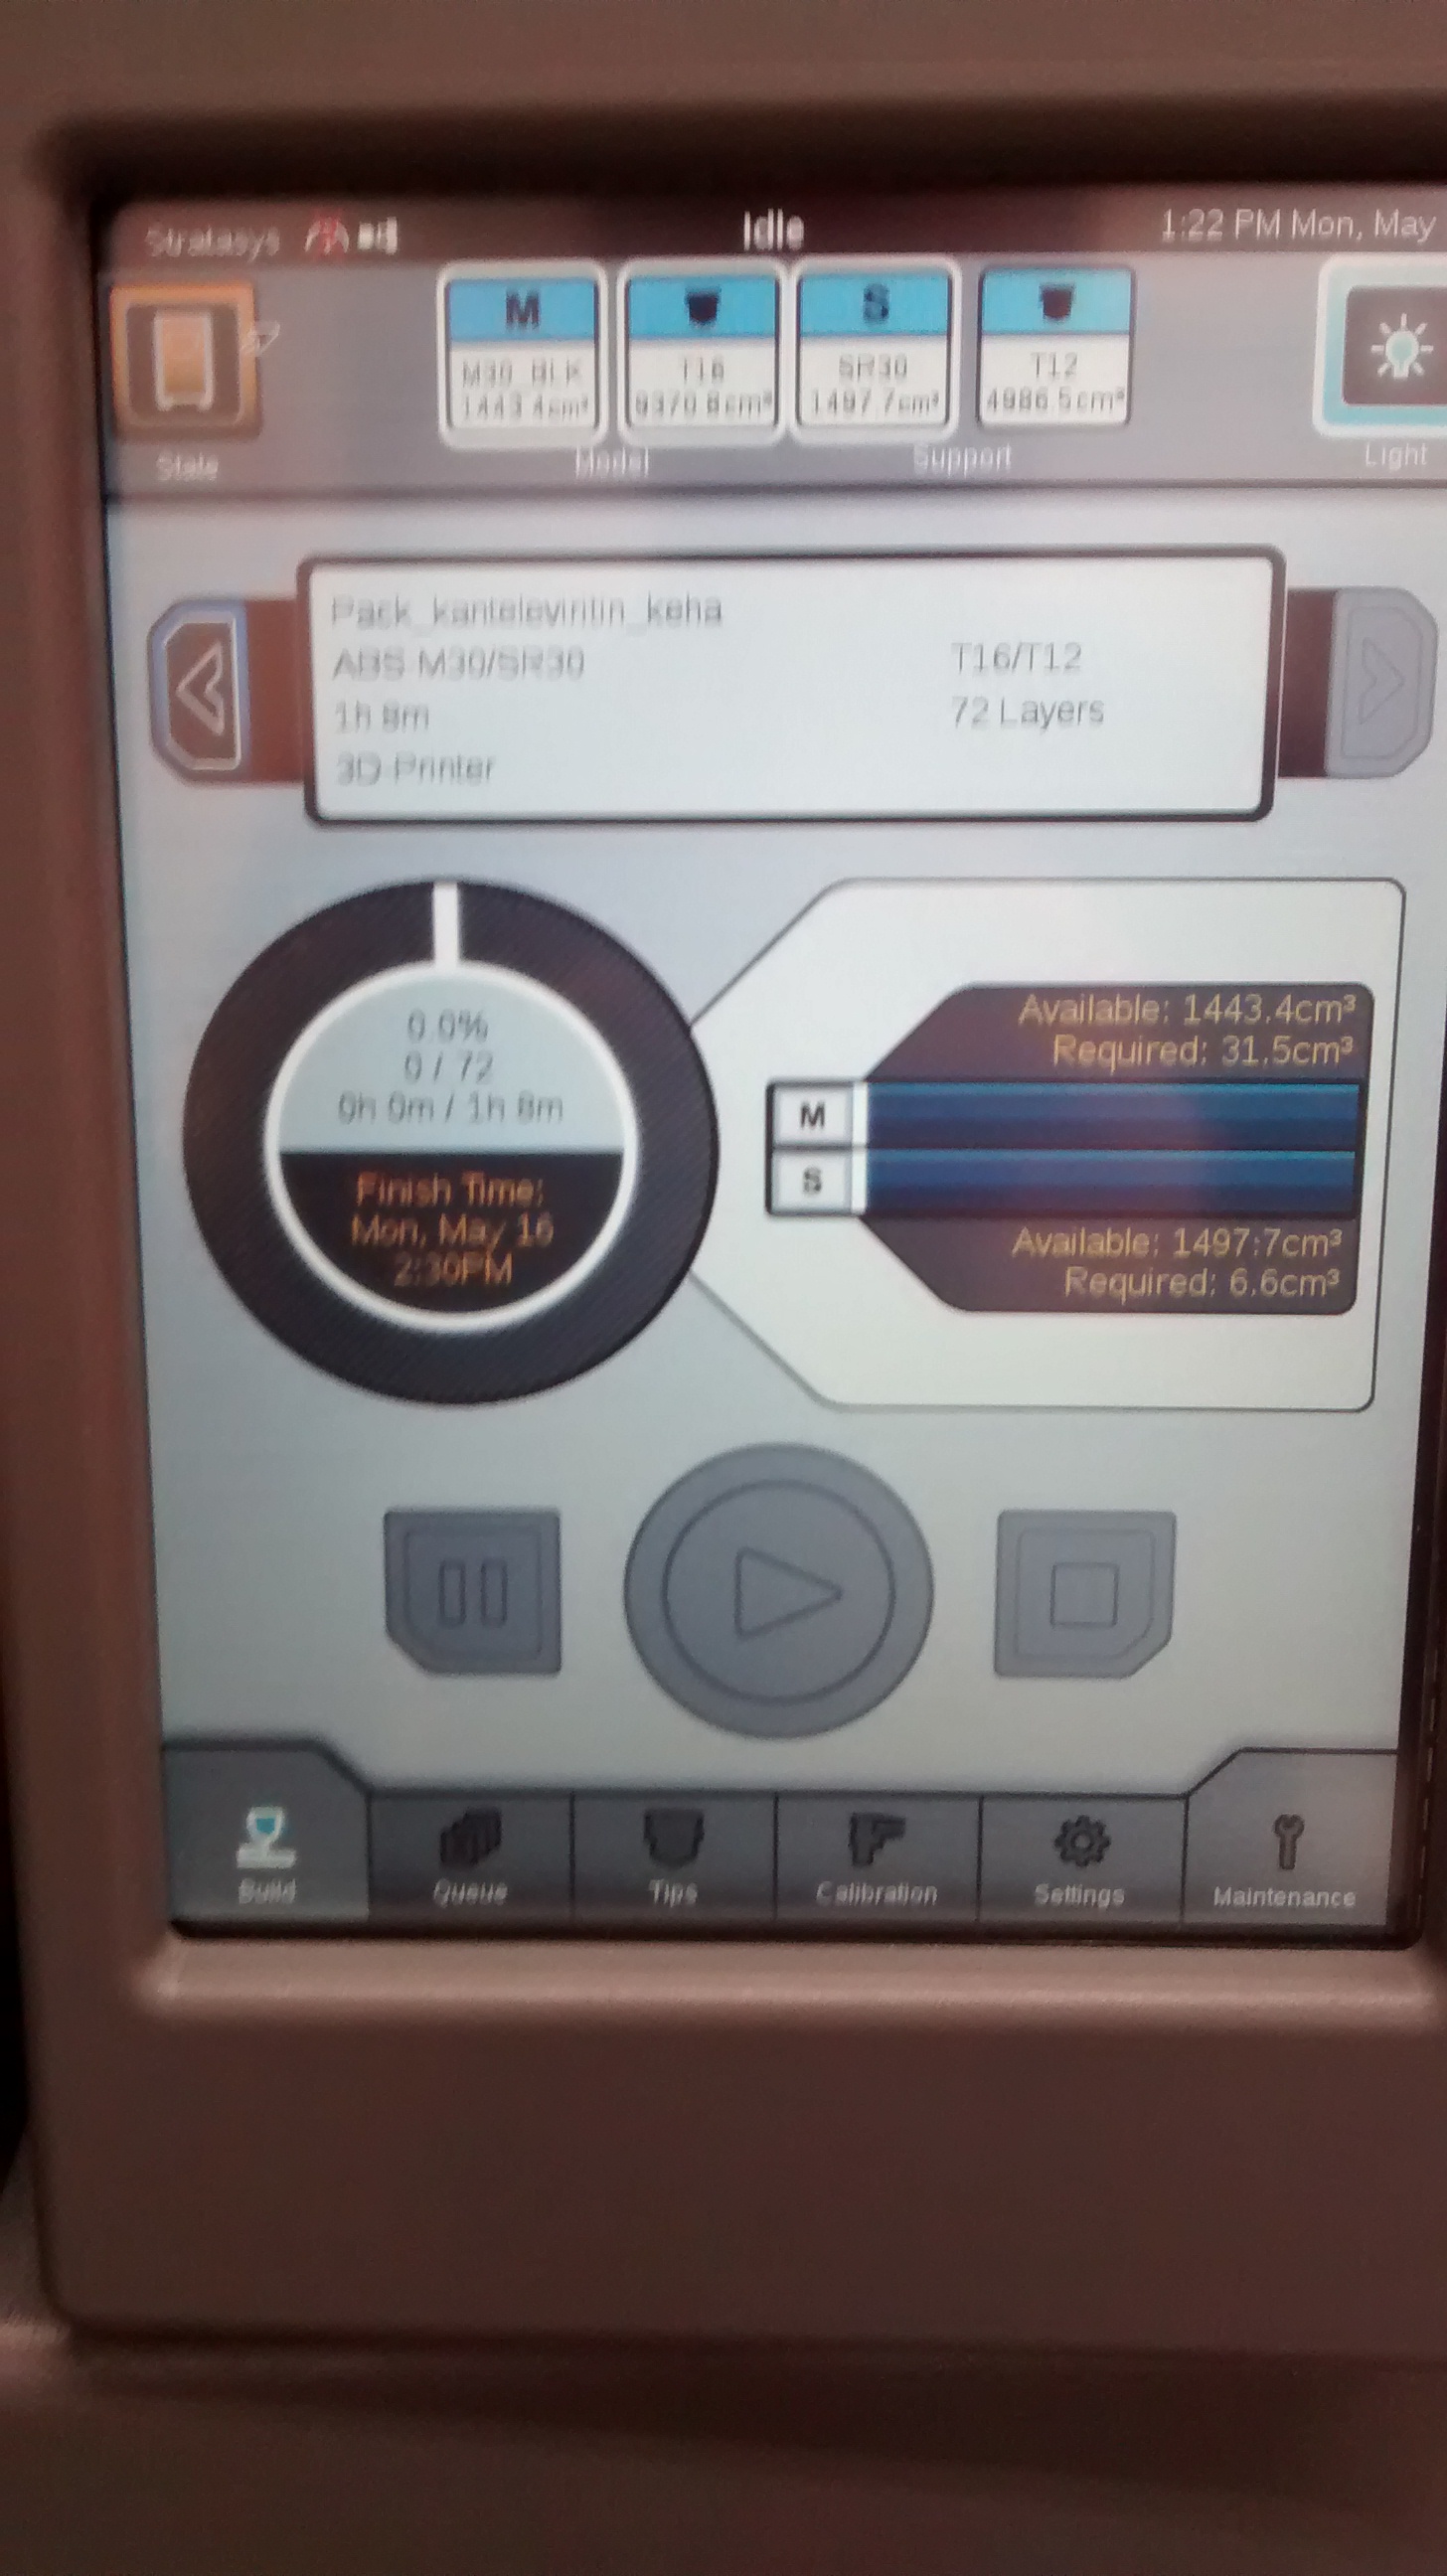 Stratasys
Idle
1:22 PM Mon, May
M
S
M30_BLK
1443.4cm³
T16
9370.8cm³
SR30
1497.7cm³
T12
4986.5cm³
State
Model
Support
Light
Pack_kanteleviritin_keha
ABS-M30/SR30
T16/T12
1h 8m
72 Layers
3D Printer
0.0%
0 / 72
0h 0m / 1h 8m
Finish Time:
Mon, May 16
2:30PM
Available: 1443.4cm³
Required: 31.5cm³
M
S
Available: 1497.7cm³
Required: 6.6cm³
Build
Queue
Tips
Calibration
Settings
Maintenance